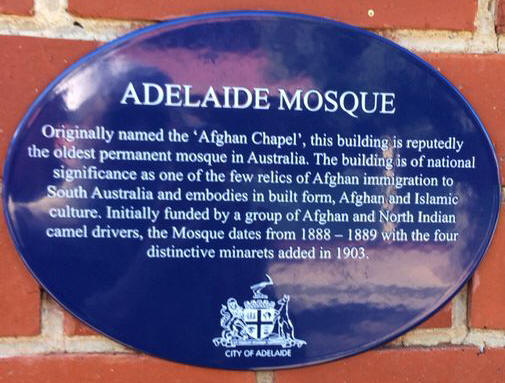 ADELAIDE MOSQUE
Originally named the ‘Afghan Chapel’, this building is reputedly
the oldest permanent mosque in Australia. The building is of national
significance as one of the few relics of Afghan immigration to
South Australia and embodies in built form, Afghan and Islamic
culture. Initially funded by a group of Afghan and North Indian
camel drivers, the Mosque dates from 1888 – 1889 with the four
distinctive minarets added in 1903.
CITY OF ADELAIDE